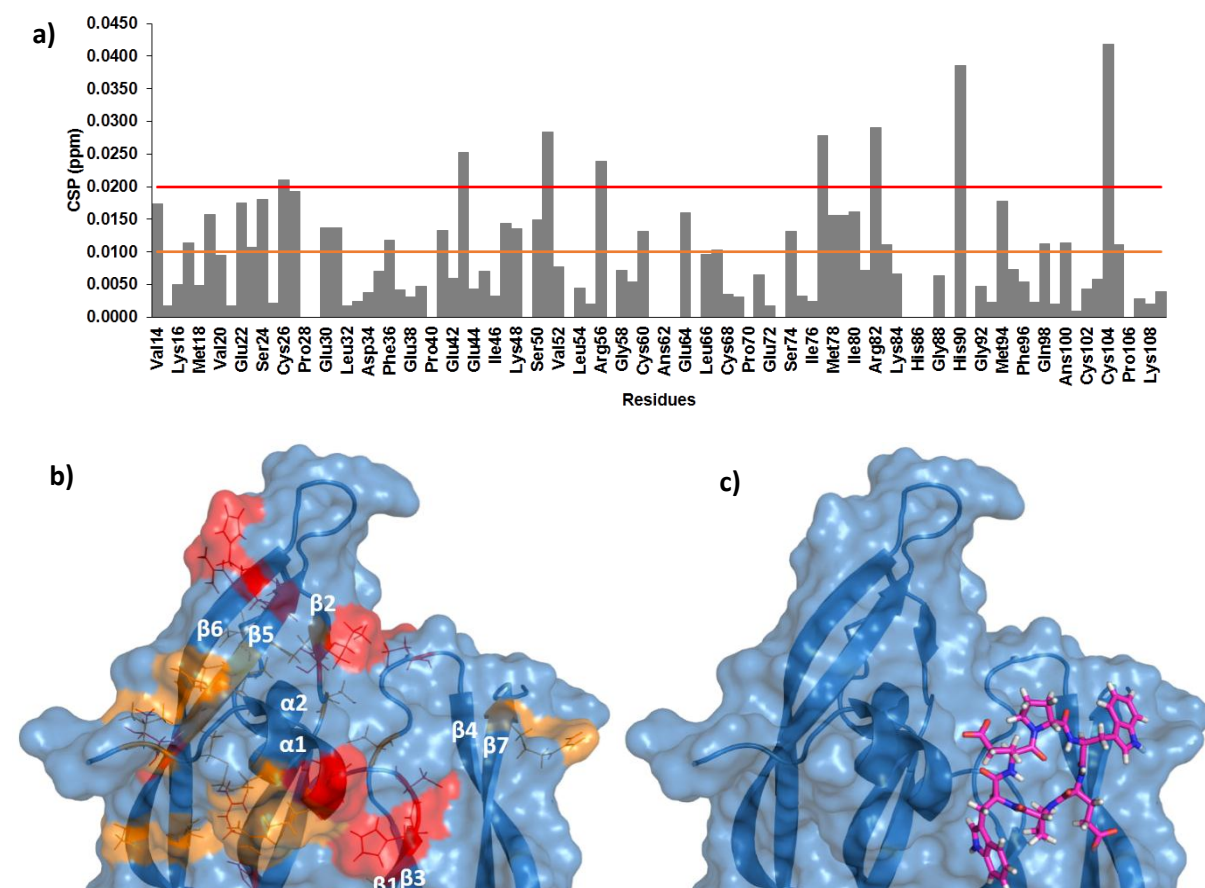 a)
0.0450
0.0400
0.0350
0.0300
0.0250
0.0200
0.0150
0.0100
0.0050
0.0000
CSP (ppm)
Val14
Lys16
Met18
Val20
Glu22
Ser24
Cys26
Pro28
Glu30
Leu32
Asp34
Phe36
Glu38
Pro40
Glu42
Glu44
Ile46
Lys48
Ser50
Val52
Leu54
Arg56
Gly58
Cys60
Ans62
Glu64
Leu66
Cys68
Pro70
Glu72
Ser74
Ile76
Met78
Ile80
Arg82
Lys84
His86
Gly88
His90
Gly92
Met94
Phe96
Gln98
Ans100
Cys102
Cys104
Pro106
Lys108
Residues
b)
c)
β2
β6 β5
α2
β4
α1
β7
β1 β3